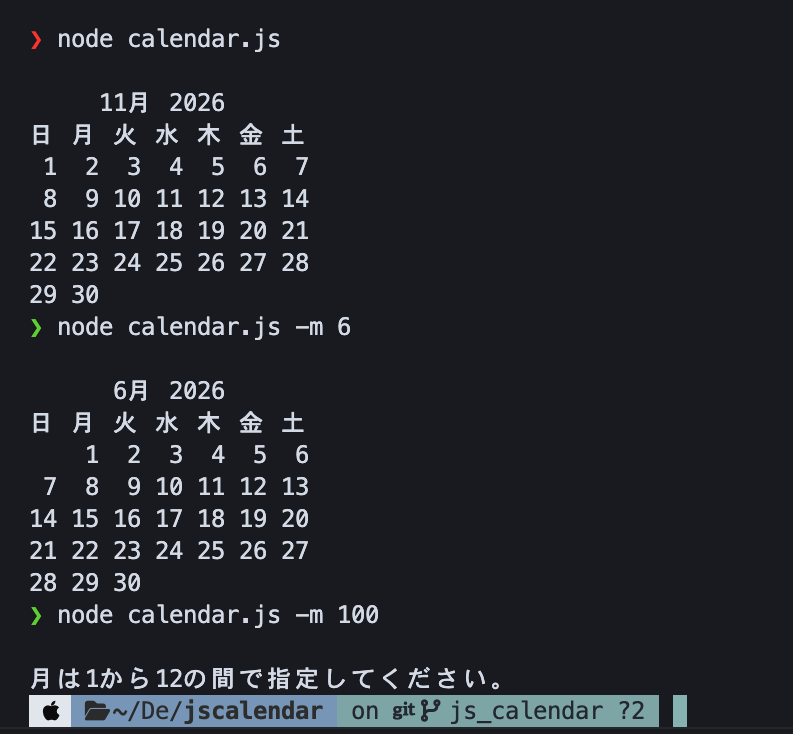 ❯ node calendar.js
11月 2026
日 月 火 水 木 金 土
1 2 3 4 5 6 7
8 9 10 11 12 13 14
15 16 17 18 19 20 21
22 23 24 25 26 27 28
29 30
❯ node calendar.js -m 6
6月 2026
日 月 火 水 木 金 土
1 2 3 4 5 6
7 8 9 10 11 12 13
14 15 16 17 18 19 20
21 22 23 24 25 26 27
28 29 30
❯ node calendar.js -m 100
月は1から12の間で指定してください。
~/De/jscalendar on git js_calendar ?2